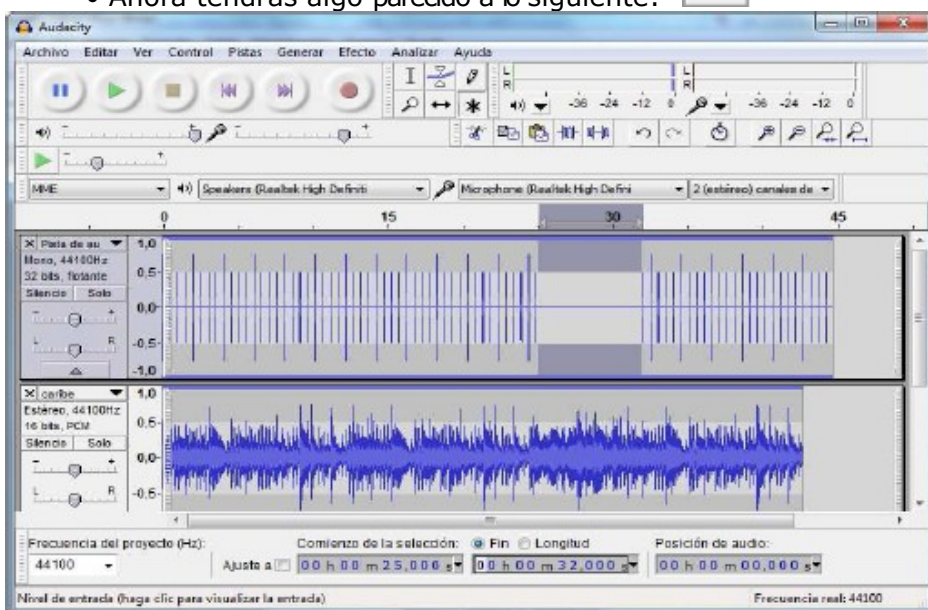 • Ahora tendrás algo parecido a lo siguiente:
Audacity
Archivo Editar Ver Control Pistas Generar Efecto Analizar Ayuda
L
R
-36 -24 -12 0
L
R
-36 -24 -12 0
MME Speakers (Realtek High Definiti Microphone (Realtek High Defini 2 (estéreo) canales de
0 15 30 45
Pista de au
Mono, 44100Hz
32 bits, flotante
Silencio Solo
- +
L R
1,0
0,5
0,0
-0,5
-1,0
caribe
Estéreo, 44100Hz
16 bits, PCM
Silencio Solo
- +
L R
1,0
0,5
0,0
-0,5
Frecuencia del proyecto (Hz): Comienzo de la selección: Fin Longitud Posición de audio:
44100 Ajuste a 00 h 00 m 25,000 s 00 h 00 m 32,000 s 00 h 00 m 00,000 s
Nivel de entrada (haga clic para visualizar la entrada) Frecuencia real: 44100